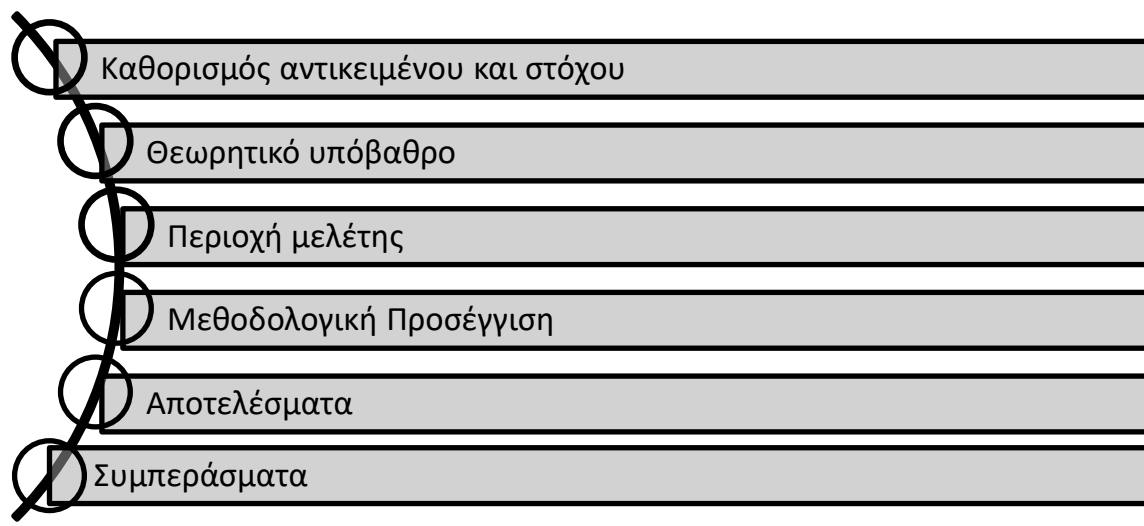 Καθορισμός αντικειμένου και στόχου
Θεωρητικό υπόβαθρο
Περιοχή μελέτης
Μεθοδολογική Προσέγγιση
Αποτελέσματα
Συμπεράσματα